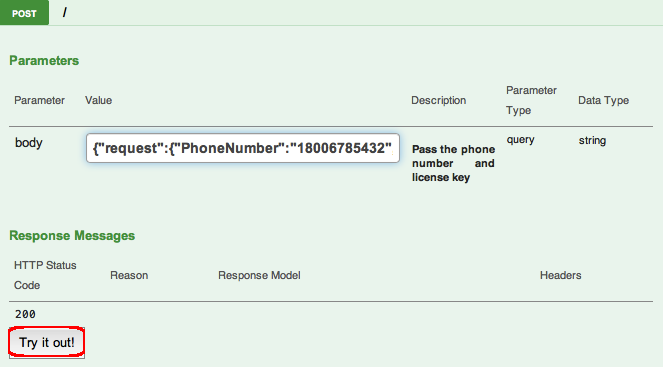 POST /
Parameters
Parameter Value Description Parameter Type Data Type
body {"request":{"PhoneNumber":"18006785432" Pass the phone number and license key query string
Response Messages
HTTP Status Code Reason Response Model Headers
200
Try it out!